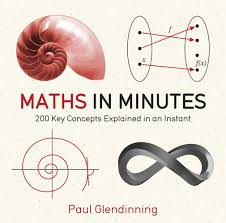 f
x
f(x)
MATHS IN MINUTES
200 Key Concepts Explained in an Instant
Paul Glendinning